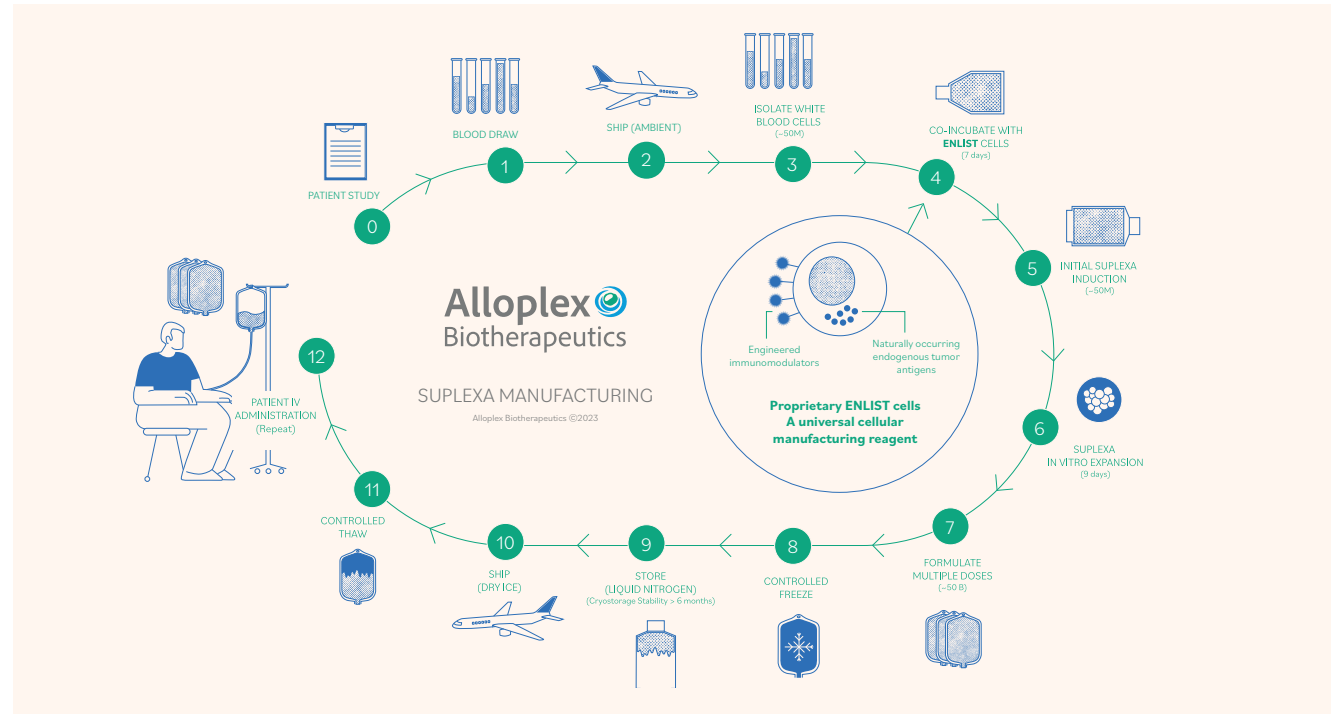 PATIENT STUDY
0
BLOOD DRAW
1
SHIP (AMBIENT)
2
ISOLATE WHITE
BLOOD CELLS
(~50M)
3
CO-INCUBATE WITH
ENLIST CELLS
(7 days)
4
5
INITIAL SUPLEXA
INDUCTION
(~50M)
6
SUPLEXA
IN VITRO EXPANSION
(9 days)
7
FORMULATE
MULTIPLE DOSES
(~50 B)
8
CONTROLLED
FREEZE
9
STORE
(LIQUID NITROGEN)
(Cryostorage Stability > 6 months)
10
SHIP
(DRY ICE)
11
CONTROLLED
THAW
12
PATIENT IV
ADMINISTRATION
(Repeat)
Alloplex
Biotherapeutics
SUPLEXA MANUFACTURING
Alloplex Biotherapeutics ©2023
Engineered
immunomodulators
Naturally occurring
endogenous tumor
antigens
Proprietary ENLIST cells
A universal cellular
manufacturing reagent